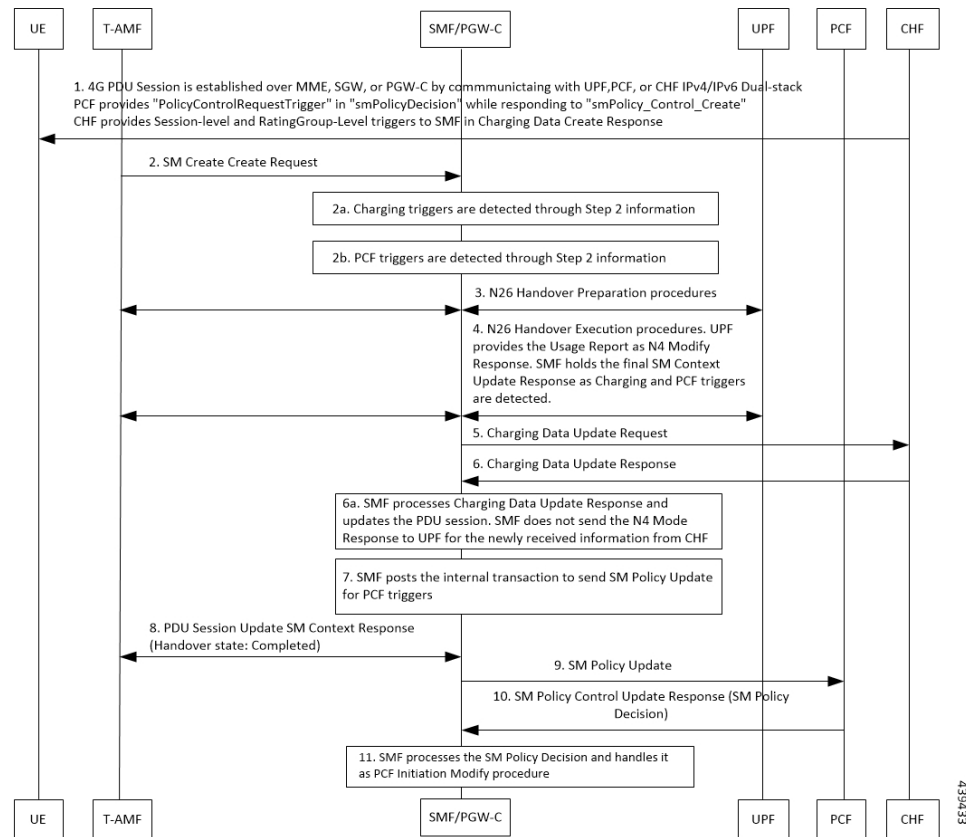 UE T-AMF SMF/PGW-C UPF PCF CHF
1. 4G PDU Session is established over MME, SGW, or PGW-C by commmunictaing with UPF,PCF, or CHF IPv4/IPv6 Dual-stack
PCF provides "PolicyControlRequestTrigger" in "smPolicyDecision" while responding to "smPolicy_Control_Create"
CHF provides Session-level and RatingGroup-Level triggers to SMF in Charging Data Create Response
2. SM Create Create Request
2a. Charging triggers are detected through Step 2 information
2b. PCF triggers are detected through Step 2 information
3. N26 Handover Preparation procedures
4. N26 Handover Execution procedures. UPF
provides the Usage Report as N4 Modify
Response. SMF holds the final SM Context
Update Response as Charging and PCF triggers
are detected.
5. Charging Data Update Request
6. Charging Data Update Response
6a. SMF processes Charging Data Update Response and
updates the PDU session. SMF does not send the N4 Mode
Response to UPF for the newly received information from CHF
7. SMF posts the internal transaction to send SM Policy Update
for PCF triggers
8. PDU Session Update SM Context Response
(Handover state: Completed)
9. SM Policy Update
10. SM Policy Control Update Response (SM Policy
Decision)
11. SMF processes the SM Policy Decision and handles it
as PCF Initiation Modify procedure
UE T-AMF SMF/PGW-C UPF PCF CHF
439433